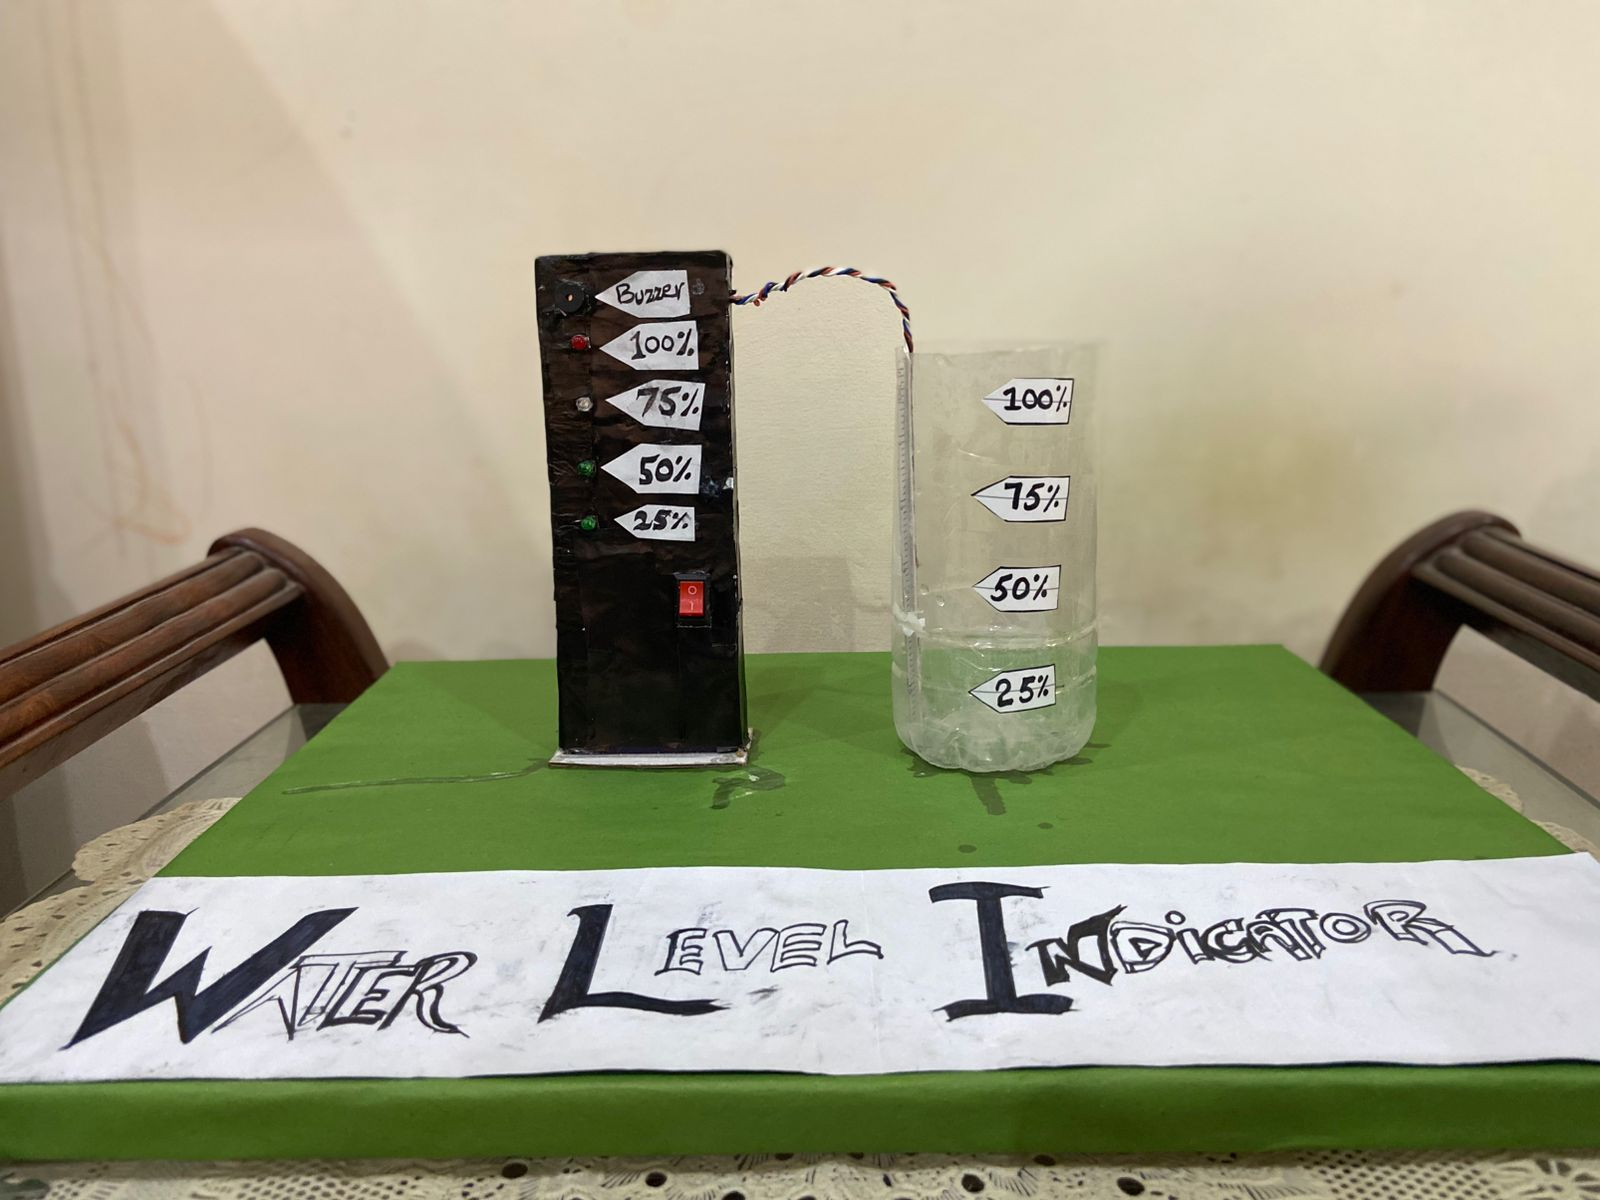 Buzzer
100%
75%
50%
25%
O
I
100%
75%
50%
25%
WATER LEVEL INDICATOR